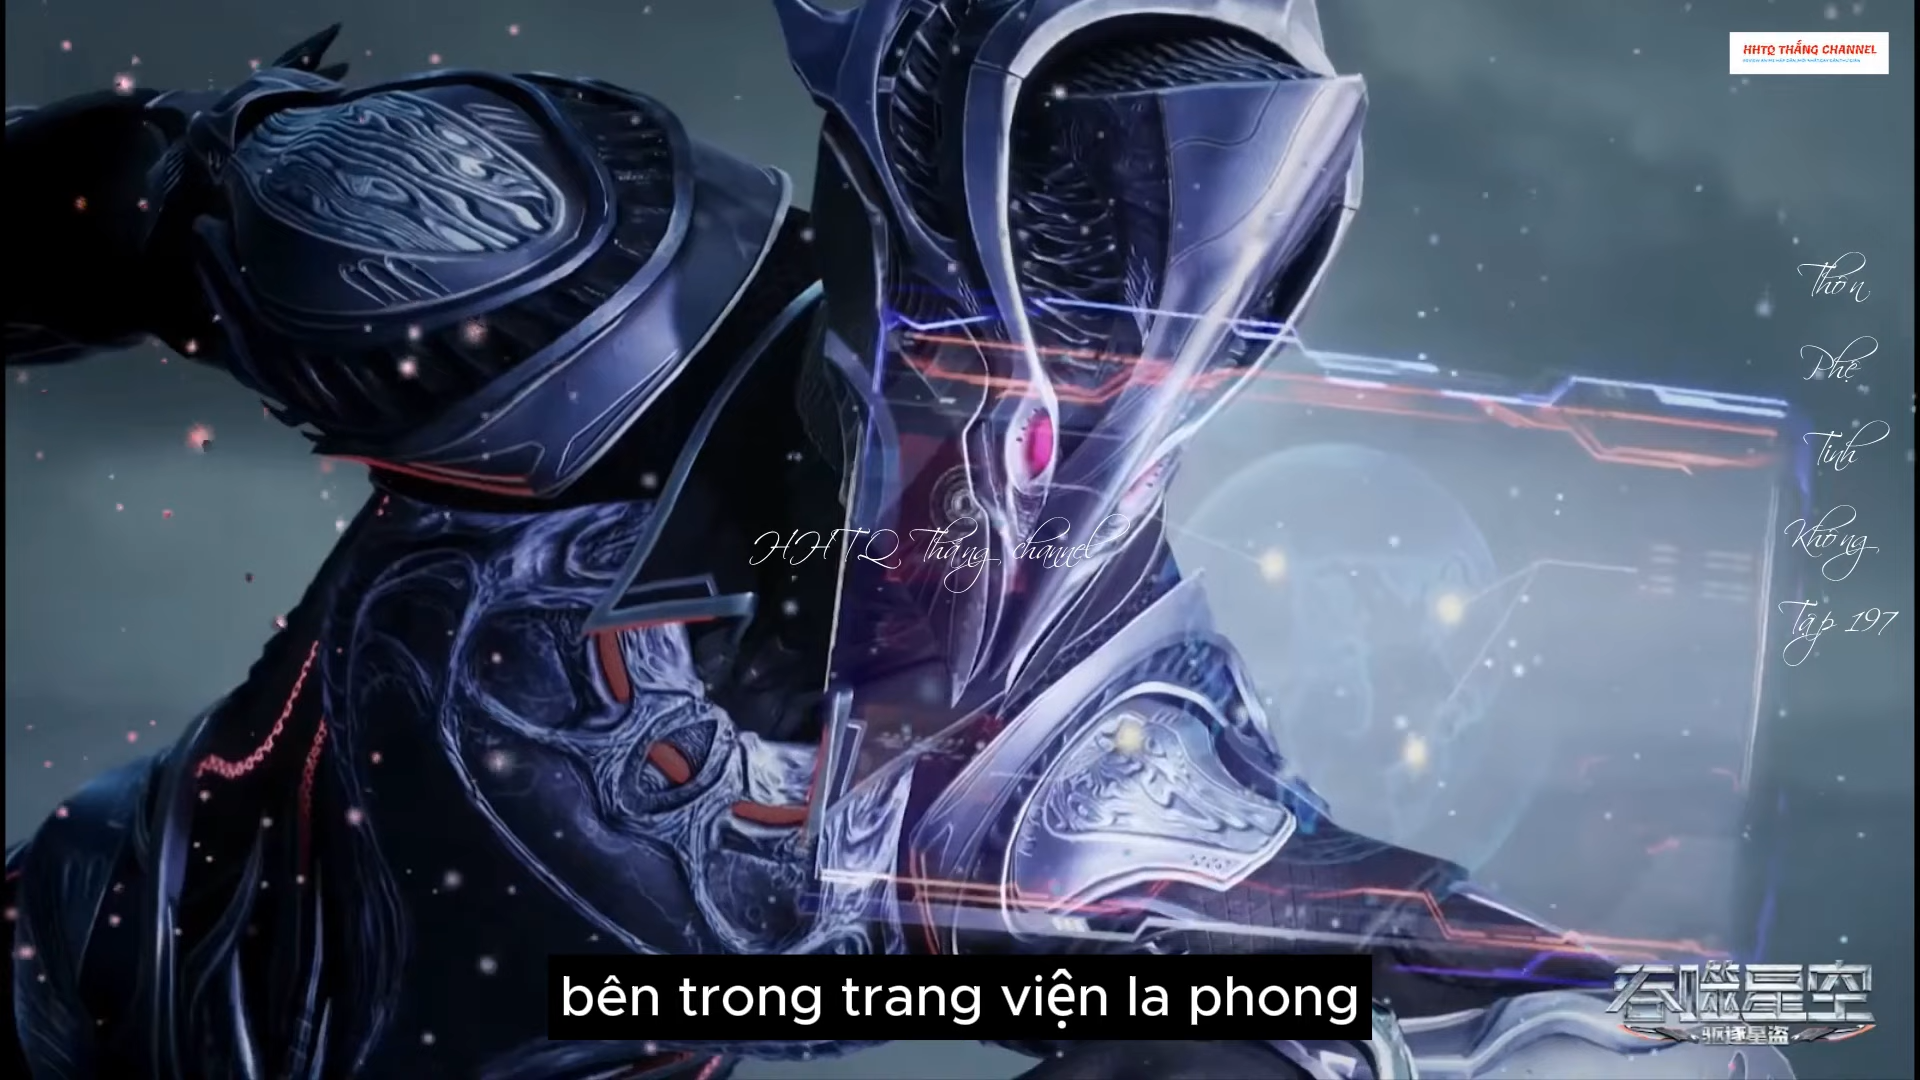 HHTQ THẮNG CHANNEL
Thôn
Phệ
Tinh
Không
Tập 197
HHTQ Thắng channel
bên trong trang viện la phong
吞噬星空
驱逐星盗